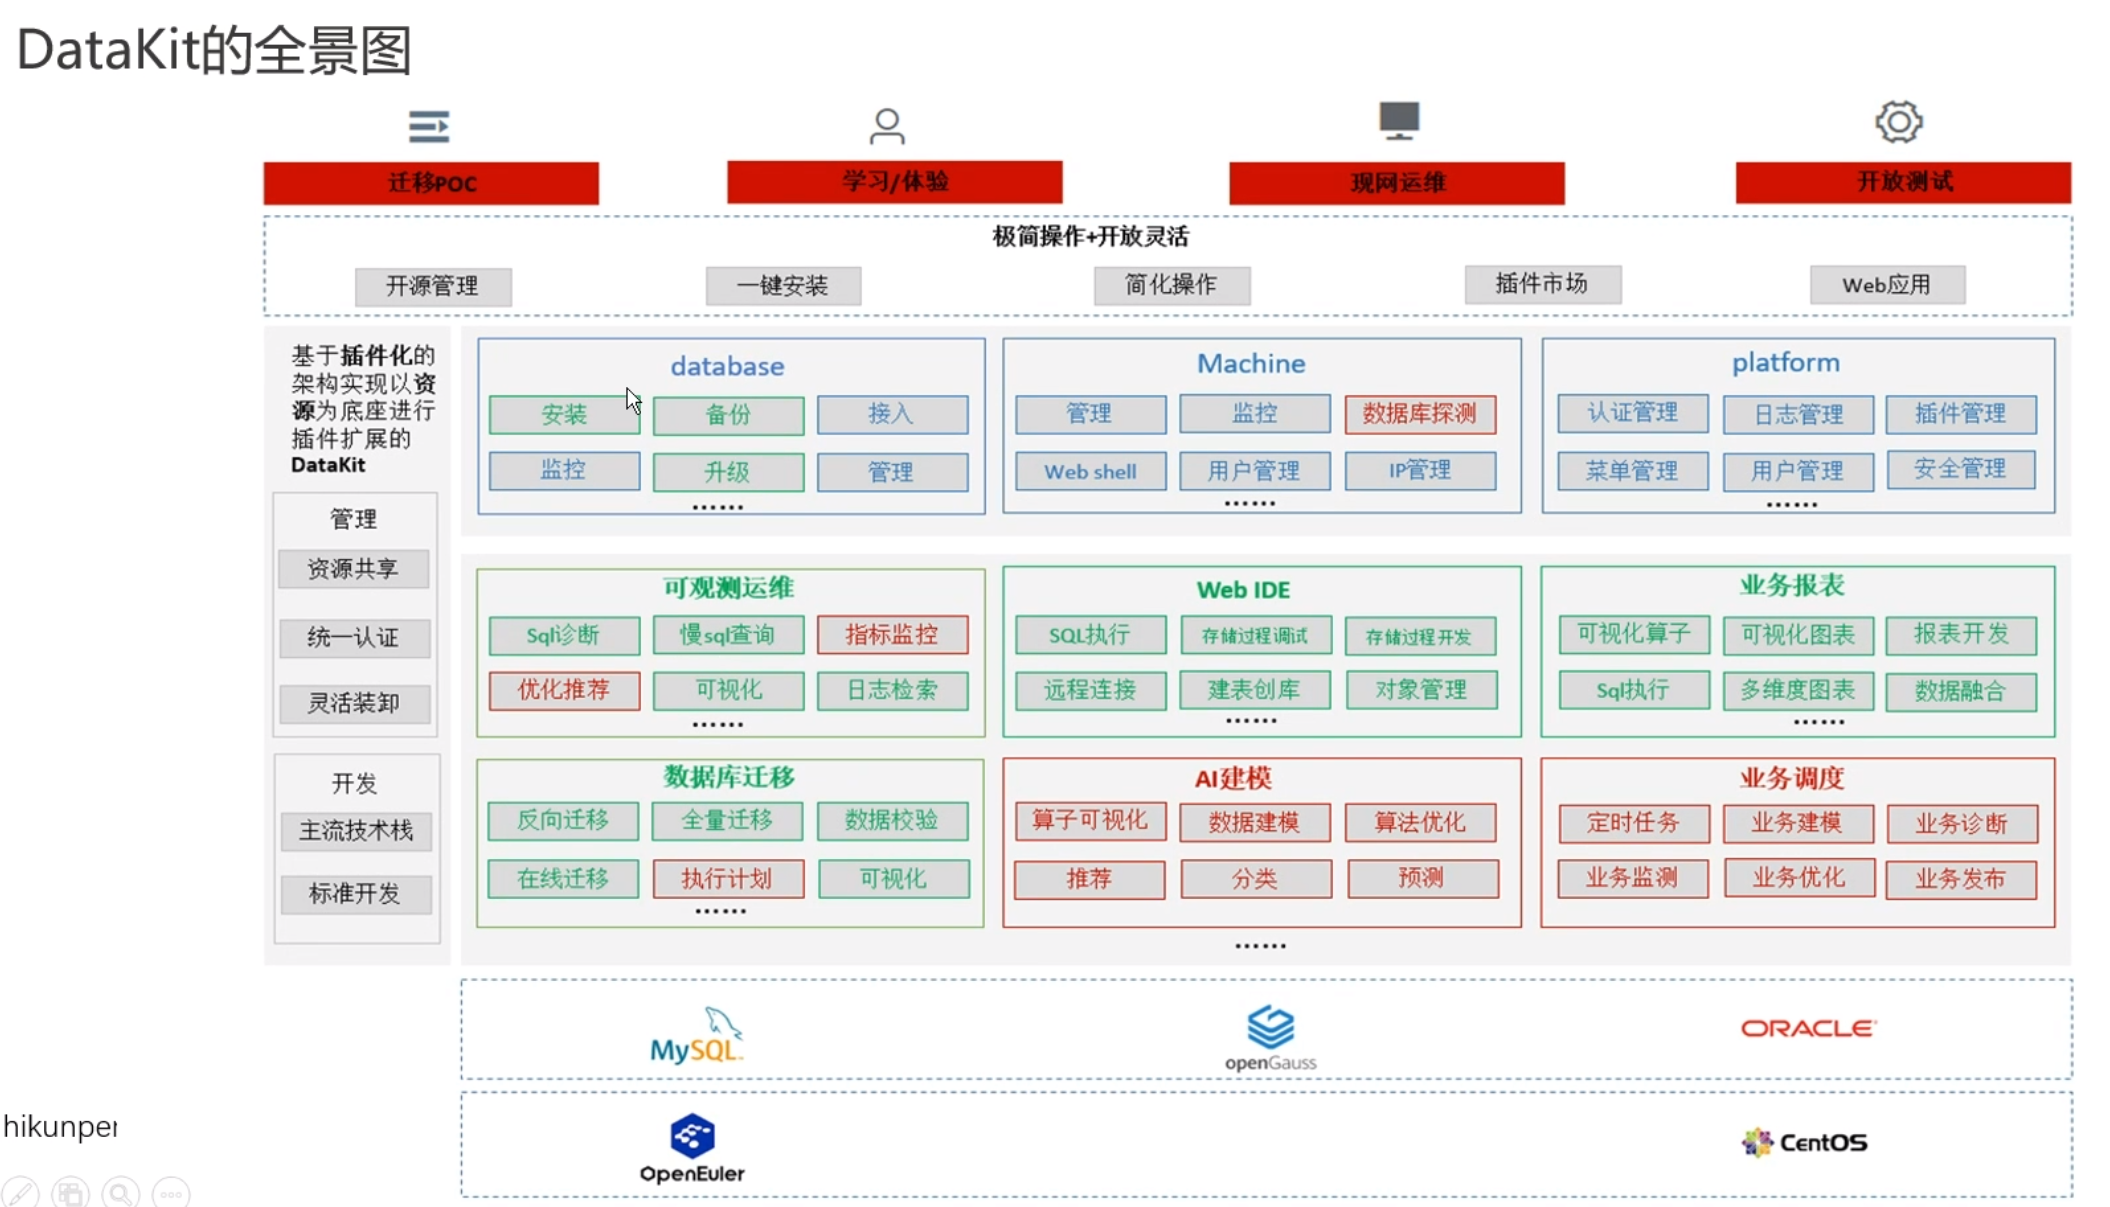 DataKit的全景图
迁移POC
学习/体验
现网运维
开放测试
极简操作+开放灵活
开源管理
一键安装
简化操作
插件市场
Web应用
基于插件化的
架构实现以资
源为底座进行
插件扩展的
DataKit
管理
资源共享
统一认证
灵活装卸
开发
主流技术栈
标准开发
database
安装
备份
接入
监控
升级
管理
......
Machine
管理
监控
数据库探测
Web shell
用户管理
IP管理
......
platform
认证管理
日志管理
插件管理
菜单管理
用户管理
安全管理
......
可观测运维
Sql诊断
慢sql查询
指标监控
优化推荐
可视化
日志检索
......
Web IDE
SQL执行
存储过程调试
存储过程开发
远程连接
建表创库
对象管理
......
业务报表
可视化算子
可视化图表
报表开发
Sql执行
多维度图表
数据融合
......
数据库迁移
反向迁移
全量迁移
数据校验
在线迁移
执行计划
可视化
......
AI建模
算子可视化
数据建模
算法优化
推荐
分类
预测
业务调度
定时任务
业务建模
业务诊断
业务监测
业务优化
业务发布
......
MySQL
openGauss
ORACLE
OpenEuler
CentOS
hikunper